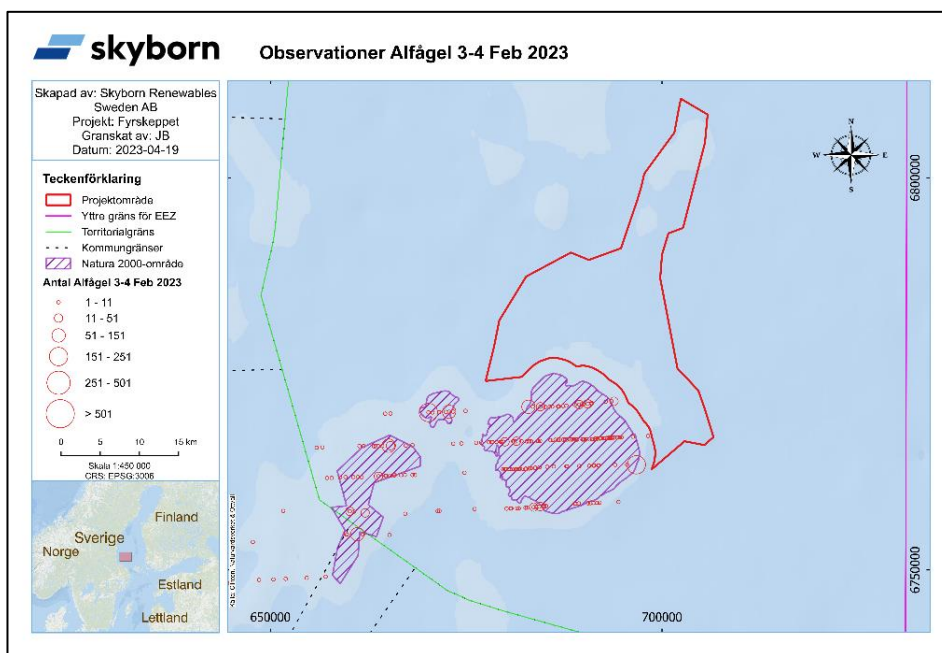 skyborn
Observationer Alfågel 3-4 Feb 2023
Skapad av: Skyborn Renewables
Sweden AB
Projekt: Fyrskeppet
Granskat av: JB
Datum: 2023-04-19
Teckenförklaring
Projektområde
Yttre gräns för EEZ
Territorialgräns
Kommungränser
Natura 2000-område
Antal Alfågel 3-4 Feb 2023
1 - 11
11 - 51
51 - 151
151 - 251
251 - 501
> 501
0 5 10 15 km
Skala 1:450 000
CRS: EPSG:3006
Finland
Sverige
Norge
Estland
Lettland
N
W E
S
6800000
6750000
650000 700000